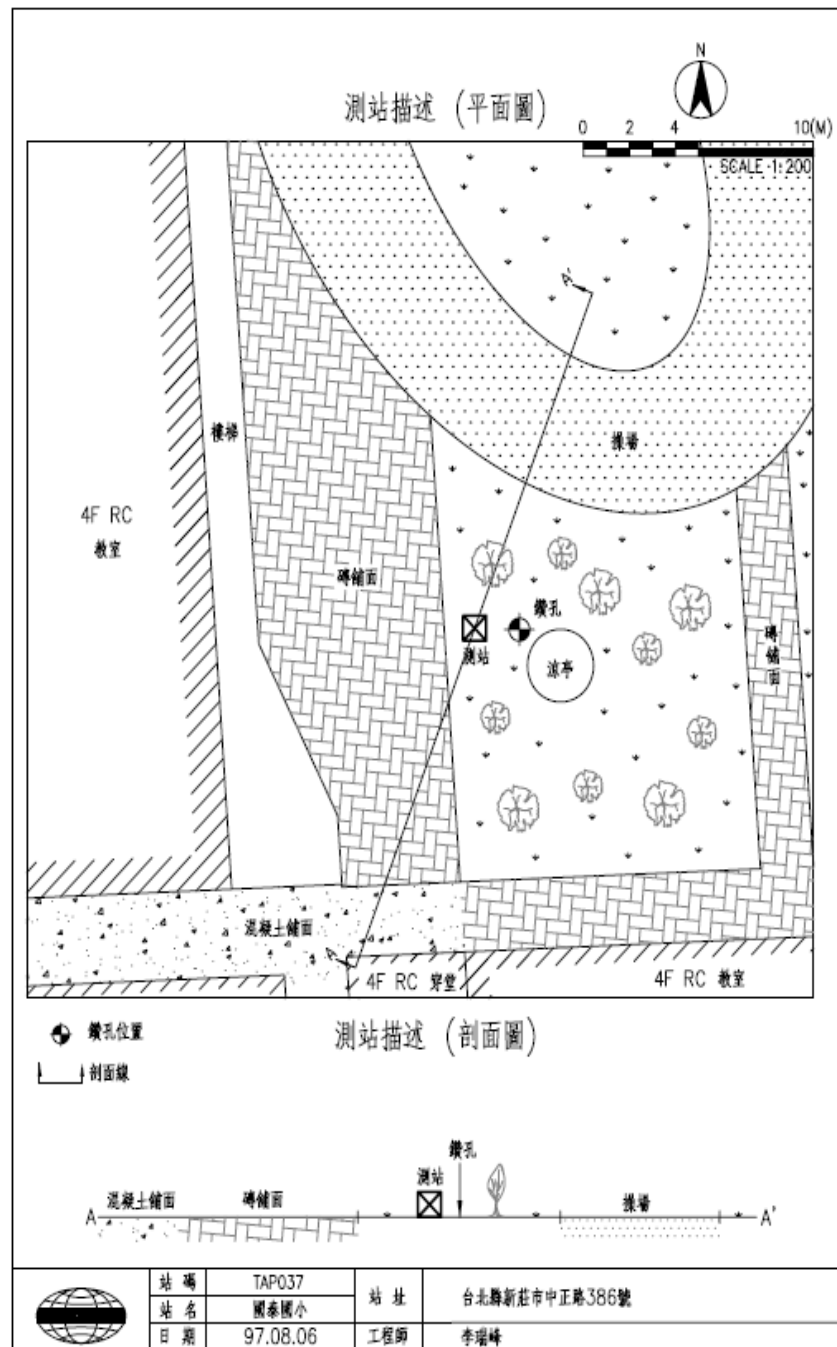 N
測站描述 (平面圖)
0 2 4 10(M)
SCALE 1:200
A'
樓梯
操場
4F RC
教室
磚舖面
鑽孔
測站
涼亭
磚舖面
混凝土舖面
A
4F RC 穿堂
4F RC 教室
鑽孔位置
測站描述 (剖面圖)
剖面線
鑽孔
測站
混凝土舖面 磚舖面 操場
A A'
站 碼 TAP037 站 址 台北縣新莊市中正路386號
站 名 國泰國小
日 期 97.08.06 工程師 李瑞峰